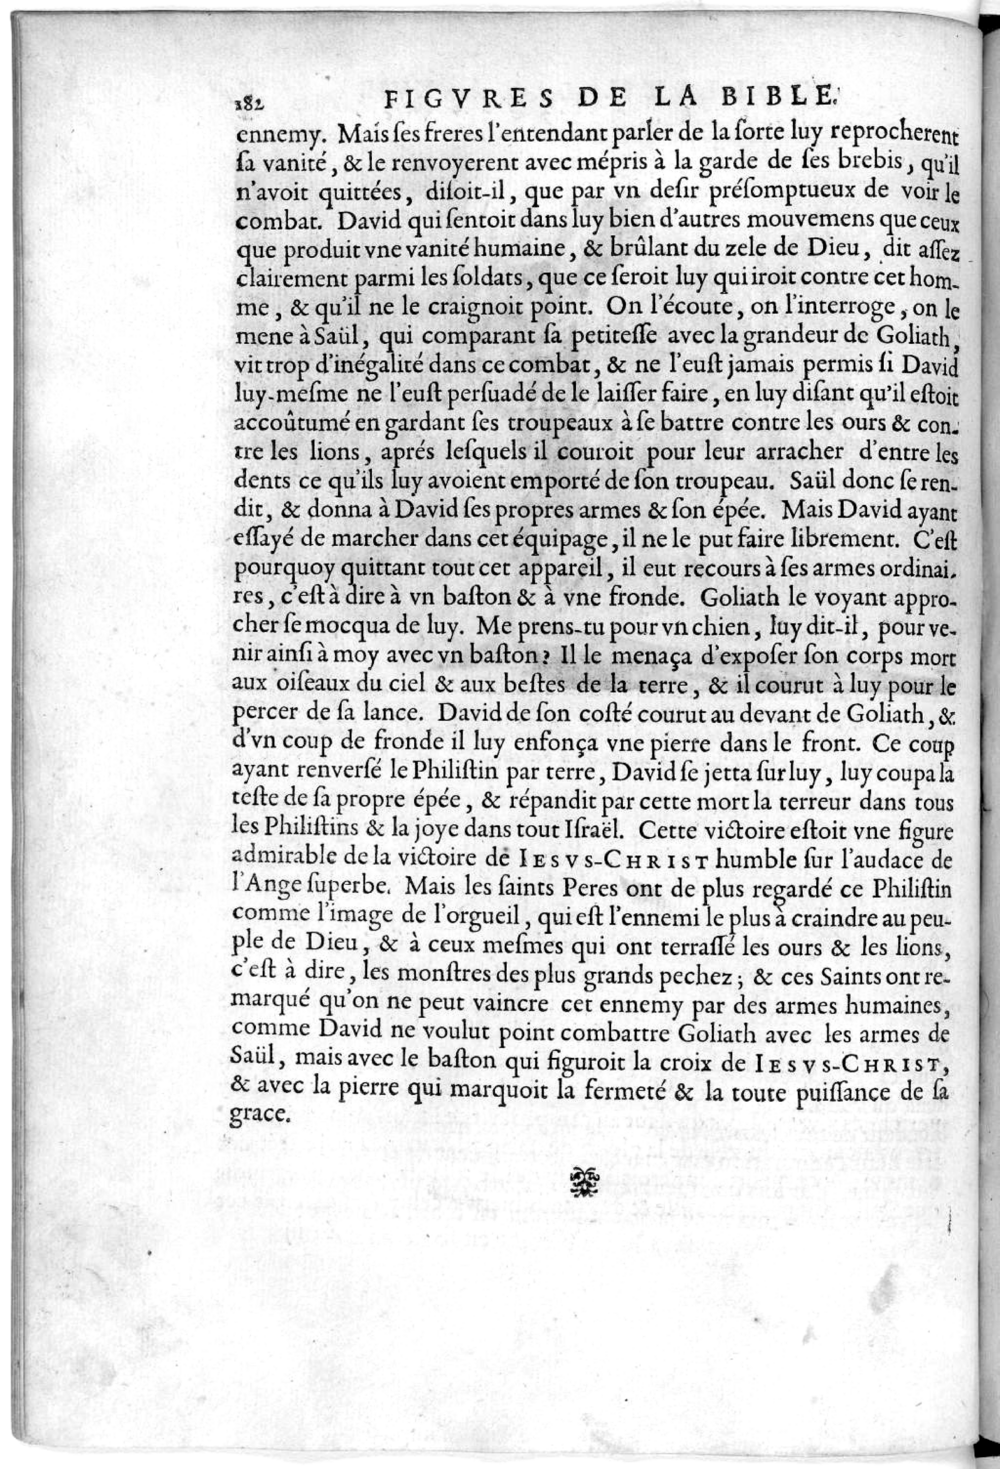 182 FIGVRES DE LA BIBLE.
ennemy. Mais ſes freres l'entendant parler de la ſorte luy reprocherent
ſa vanité, & le renvoyerent avec mépris à la garde de ſes brebis, qu'il
n'avoit quittées, diſoit-il, que par vn deſir préſomptueux de voir le
combat. David qui ſentoit dans luy bien d'autres mouvemens que ceux
que produit vne vanité humaine, & brûlant du zele de Dieu, dit aſſez
clairement parmi les ſoldats, que ce ſeroit luy qui iroit contre cet hom-
me, & qu'il ne le craignoit point. On l'écoute, on l'interroge, on le
mene à Saül, qui comparant ſa petiteſſe avec la grandeur de Goliath,
vit trop d'inégalité dans ce combat, & ne l'euſt jamais permis ſi David
luy-meſme ne l'euſt perſuadé de le laiſſer faire, en luy diſant qu'il eſtoit
accoûtumé en gardant ſes troupeaux à ſe battre contre les ours & con-
tre les lions, aprés leſquels il couroit pour leur arracher d'entre les
dents ce qu'ils luy avoient emporté de ſon troupeau. Saül donc ſe ren-
dit, & donna à David ſes propres armes & ſon épée. Mais David ayant
eſſayé de marcher dans cet équipage, il ne le put faire librement. C'eſt
pourquoy quittant tout cet appareil, il eut recours à ſes armes ordinai-
res, c'eſt à dire à vn baſton & à vne fronde. Goliath le voyant appro-
cher ſe mocqua de luy. Me prens-tu pour vn chien, luy dit-il, pour ve-
nir ainſi à moy avec vn baſton? Il le menaça d'expoſer ſon corps mort
aux oiſeaux du ciel & aux beſtes de la terre, & il courut à luy pour le
percer de ſa lance. David de ſon coſté courut au devant de Goliath, &
d'vn coup de fronde il luy enfonça vne pierre dans le front. Ce coup
ayant renverſé le Philiſtin par terre, David ſe jetta ſur luy, luy coupa la
teſte de ſa propre épée, & répandit par cette mort la terreur dans tous
les Philiſtins & la joye dans tout Iſraël. Cette victoire eſtoit vne figure
admirable de la victoire de IESVS-CHRIST humble ſur l'audace de
l'Ange ſuperbe. Mais les ſaints Peres ont de plus regardé ce Philiſtin
comme l'image de l'orgueil, qui eſt l'ennemi le plus à craindre au peu-
ple de Dieu, & à ceux meſmes qui ont terraſſé les ours & les lions,
c'eſt à dire, les monſtres des plus grands pechez; & ces Saints ont re-
marqué qu'on ne peut vaincre cet ennemy par des armes humaines,
comme David ne voulut point combattre Goliath avec les armes de
Saül, mais avec le baſton qui figuroit la croix de IESVS-CHRIST,
& avec la pierre qui marquoit la fermeté & la toute puiſſance de ſa
grace.